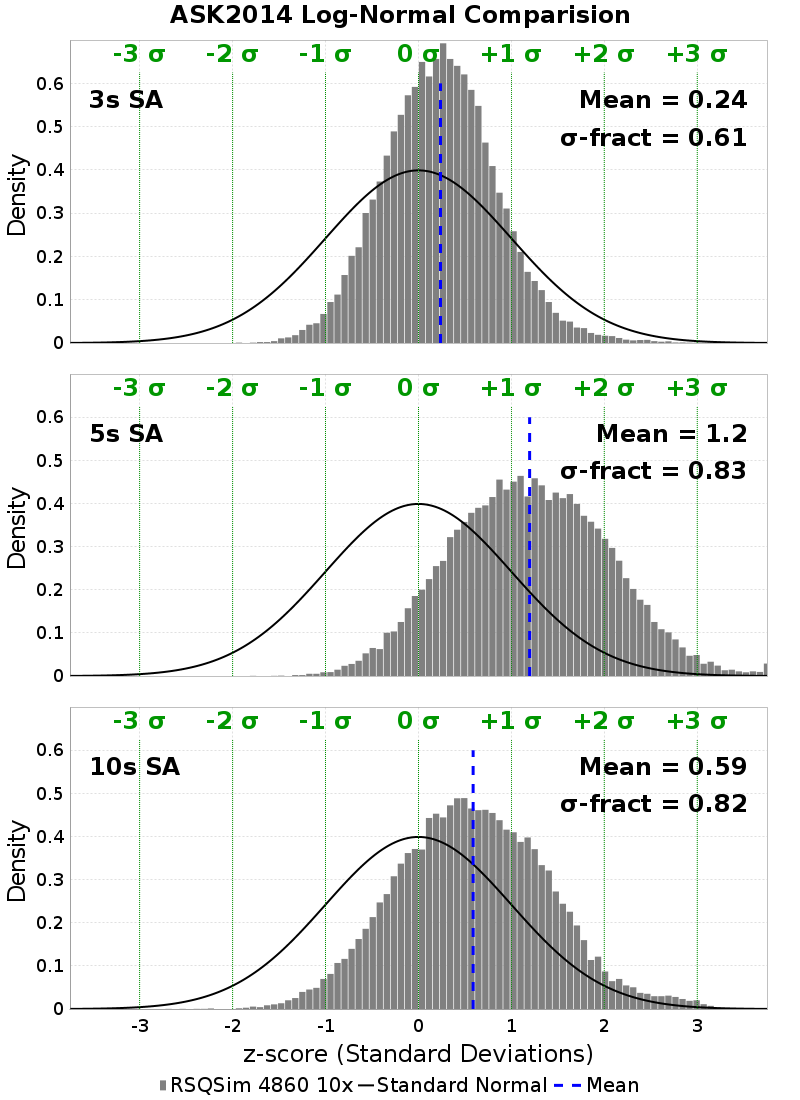 ASK2014 Log-Normal Comparision
-3 σ -2 σ -1 σ 0 σ +1 σ +2 σ +3 σ
3s SA
Mean = 0.24
σ-fract = 0.61
0.6
0.5
0.4
0.3
0.2
0.1
0
Density
-3 σ -2 σ -1 σ 0 σ +1 σ +2 σ +3 σ
5s SA
Mean = 1.2
σ-fract = 0.83
0.6
0.5
0.4
0.3
0.2
0.1
0
Density
-3 σ -2 σ -1 σ 0 σ +1 σ +2 σ +3 σ
10s SA
Mean = 0.59
σ-fract = 0.82
0.6
0.5
0.4
0.3
0.2
0.1
0
Density
-3 -2 -1 0 1 2 3
z-score (Standard Deviations)
RSQSim 4860 10x Standard Normal Mean